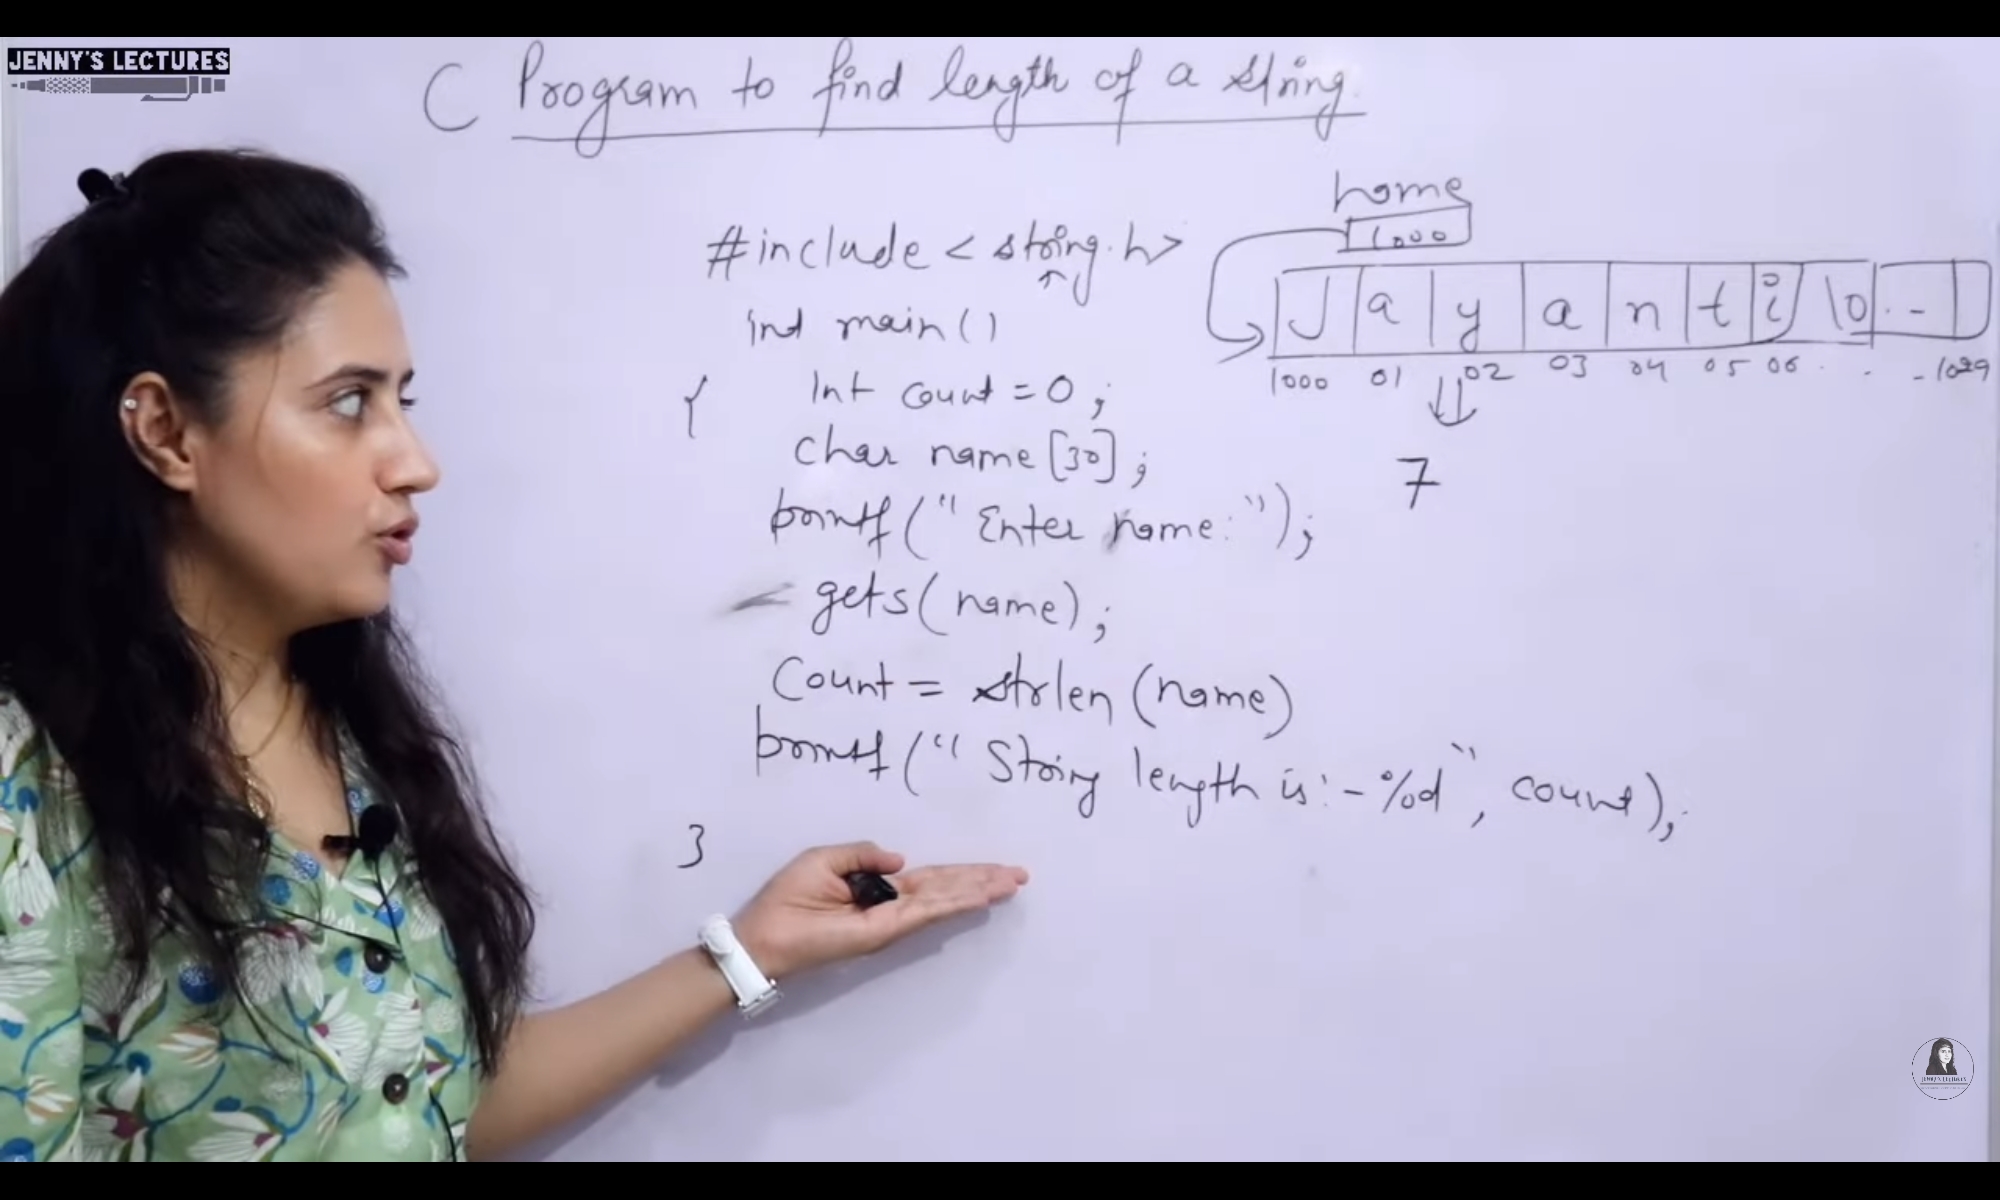 JENNY'S LECTURES
C Program to find length of a string.
#include < string.h>
int main()
{
int count = 0 ;
char name [30] ;
printf (" Enter name: ");
gets (name) ;
Count = strlen (name)
printf (" String length is :- %d ", count);
}
name
1000
J a y a n t i \0 . -
1000 01 02 03 04 05 06 . . - 1029
7
JENNY'S LECTURES